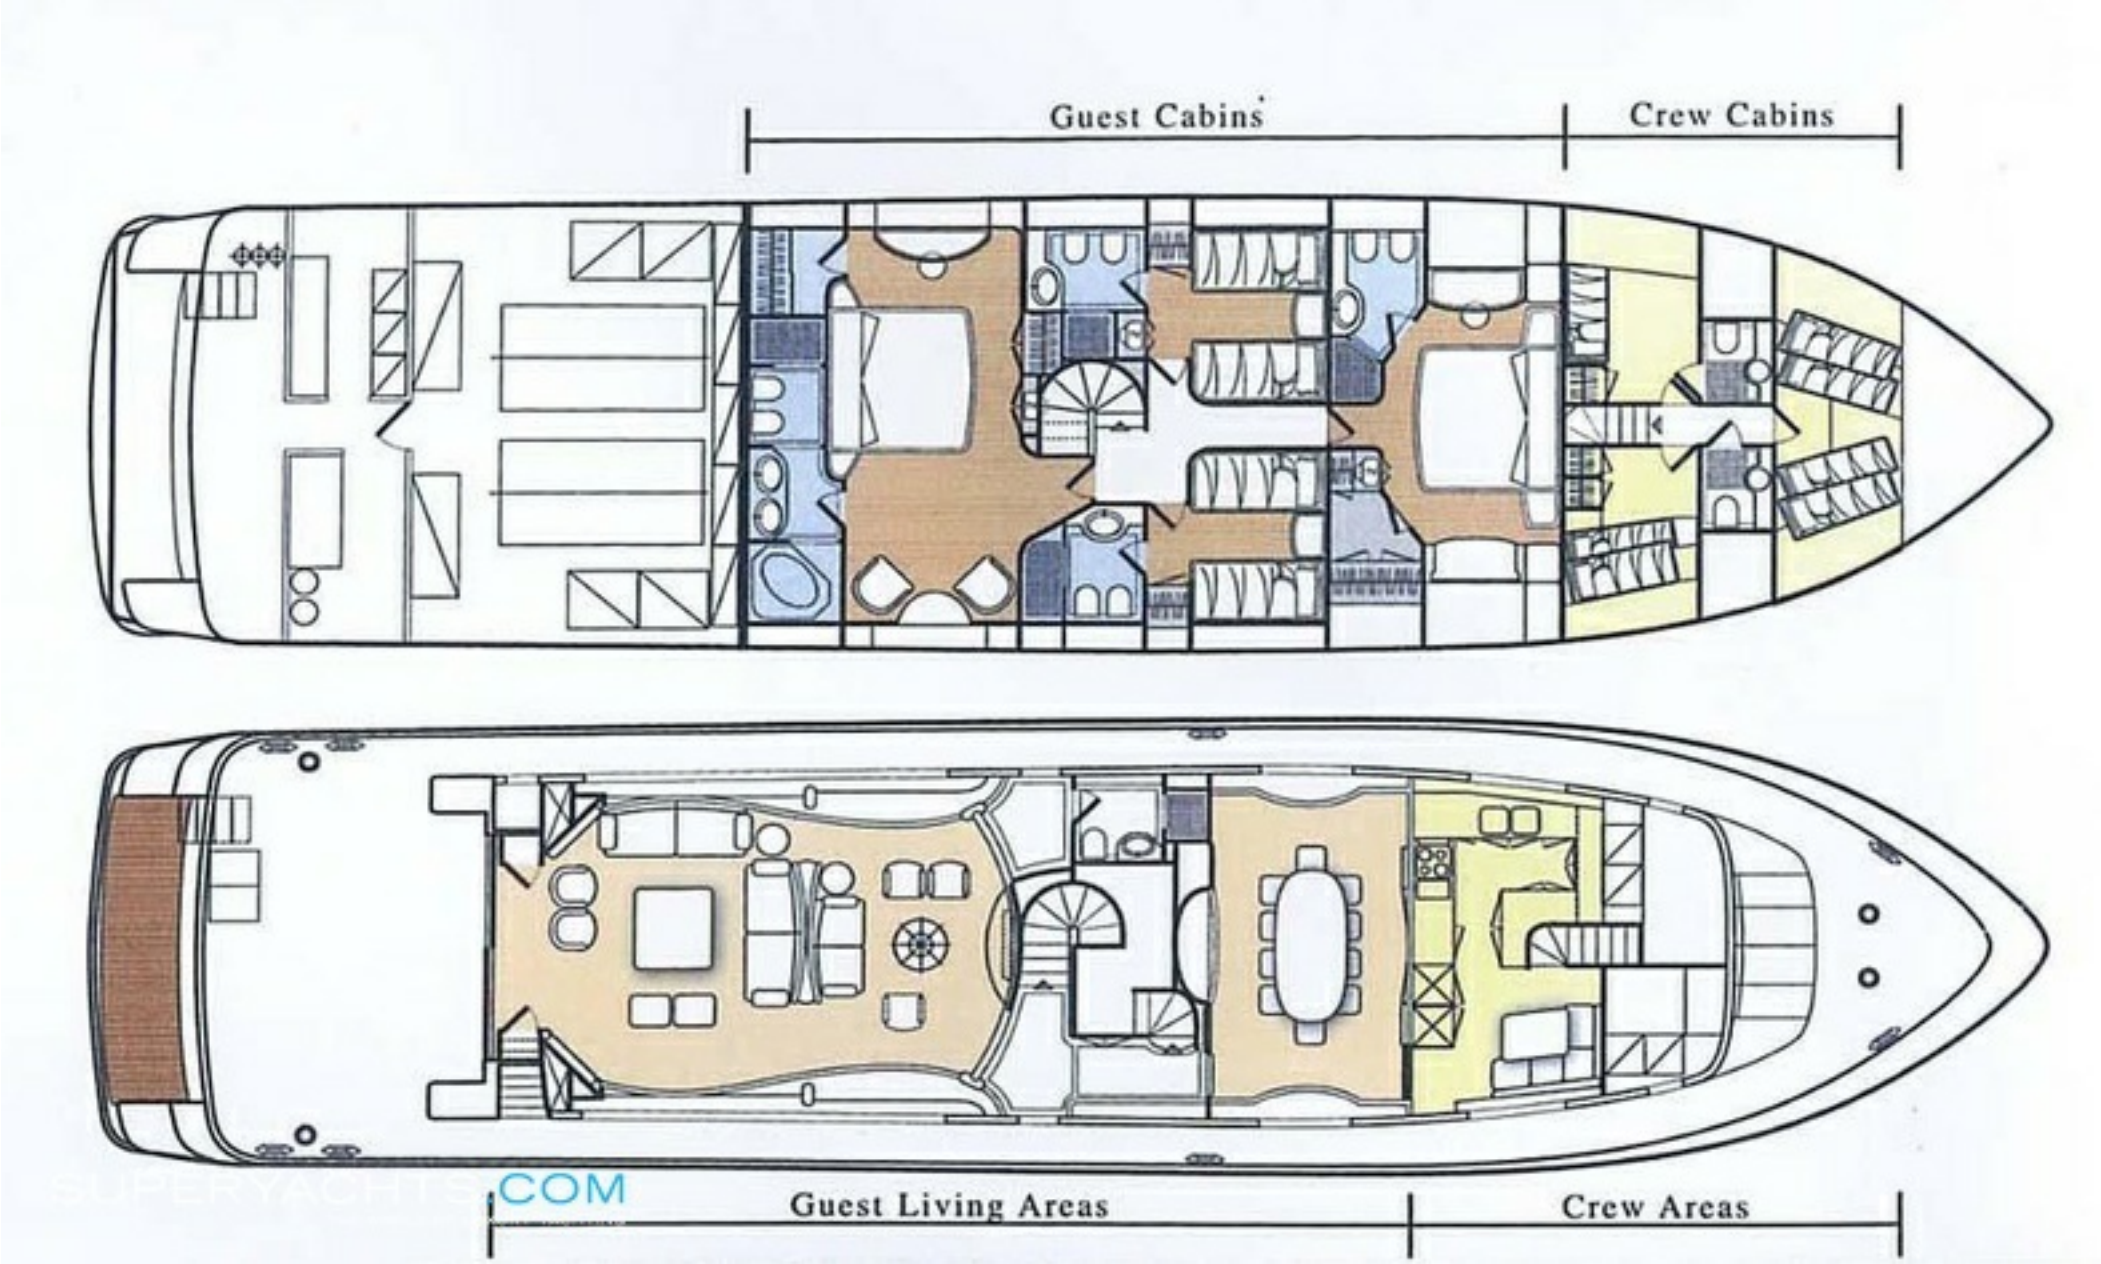 Guest Cabins
Crew Cabins
SUPERYACHTS.COM
Guest Living Areas
Crew Areas